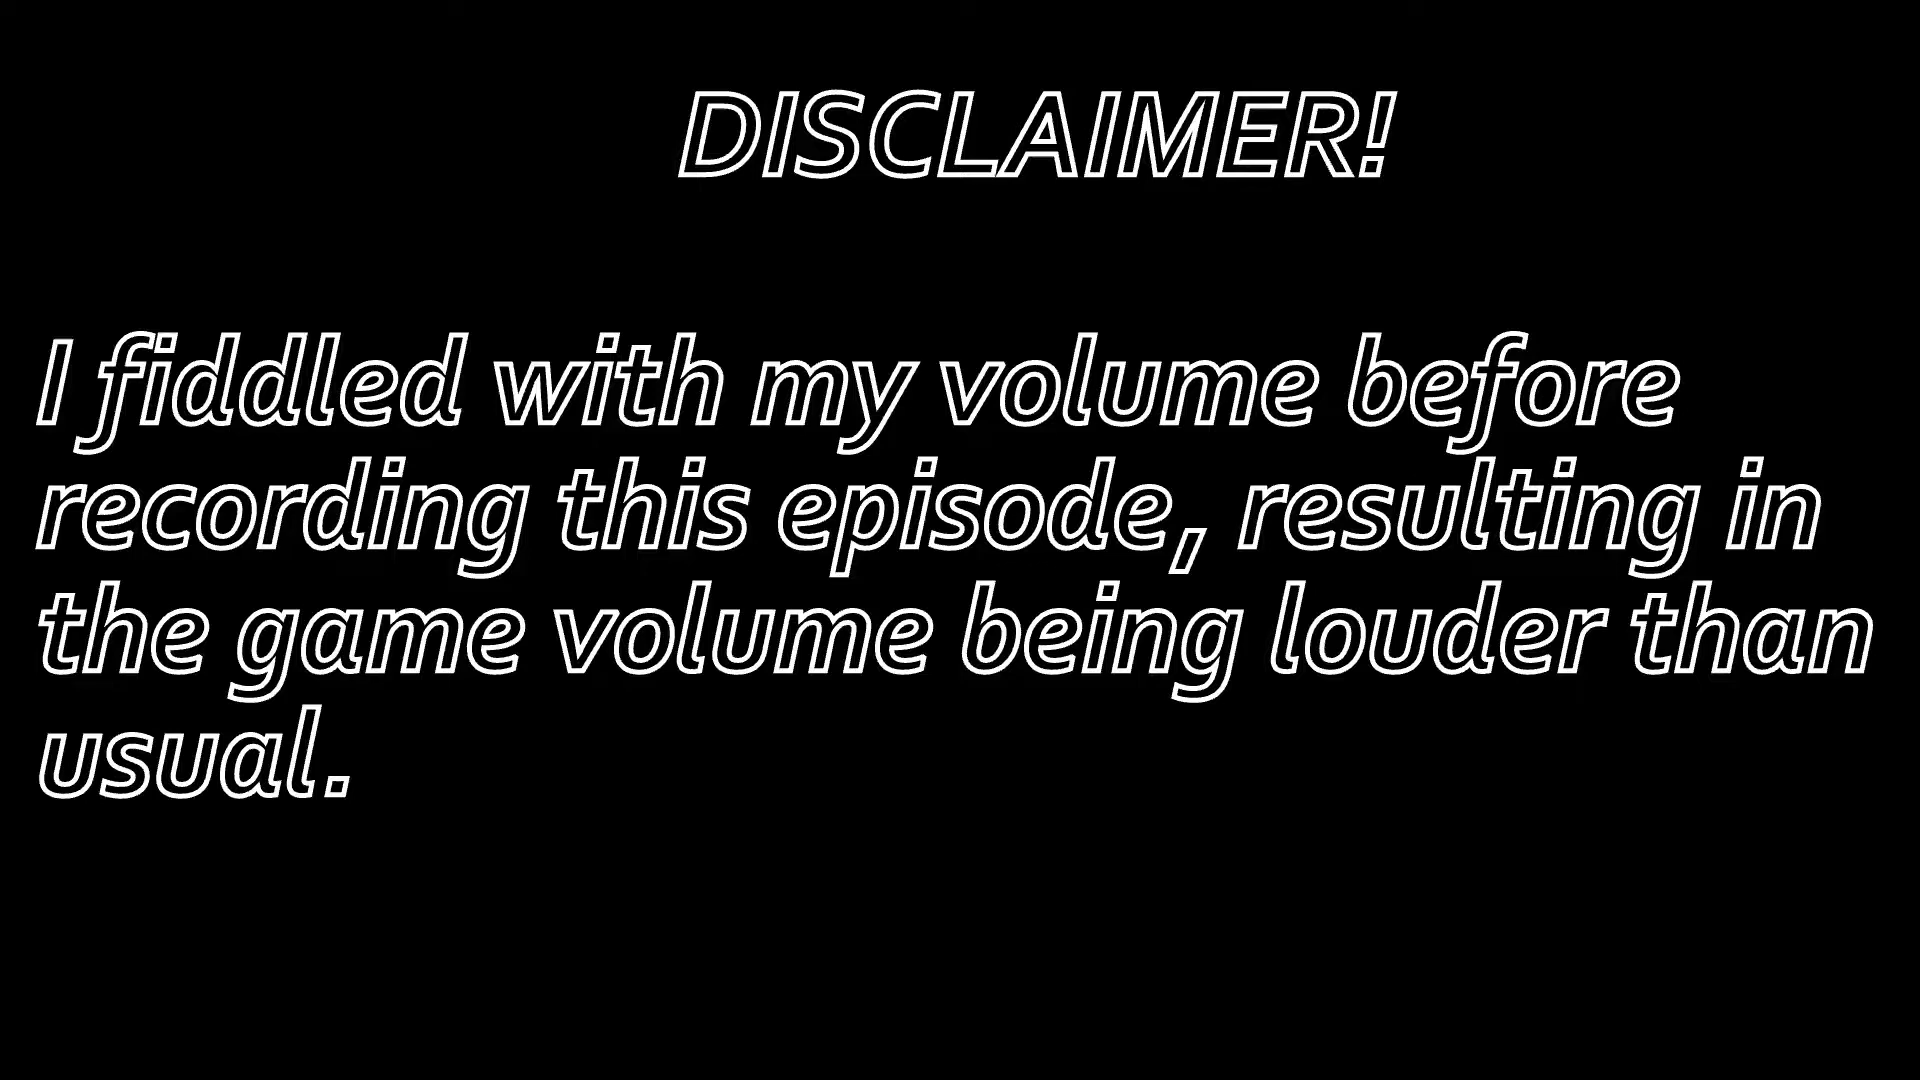 DISCLAIMER!
I fiddled with my volume before
recording this episode, resulting in
the game volume being louder than
usual.